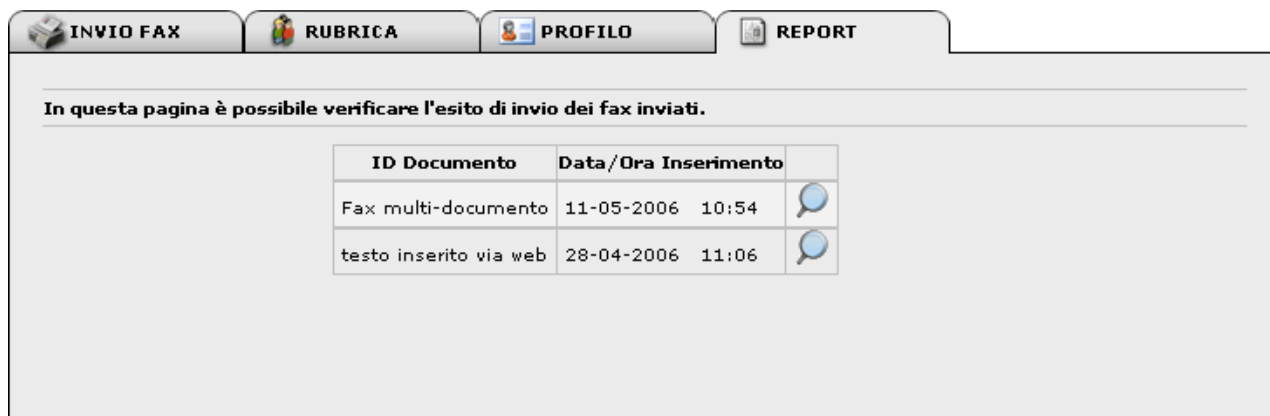 INVIO FAX RUBRICA PROFILO REPORT
In questa pagina è possibile verificare l'esito di invio dei fax inviati.
ID Documento Data/Ora Inserimento
Fax multi-documento 11-05-2006 10:54
testo inserito via web 28-04-2006 11:06